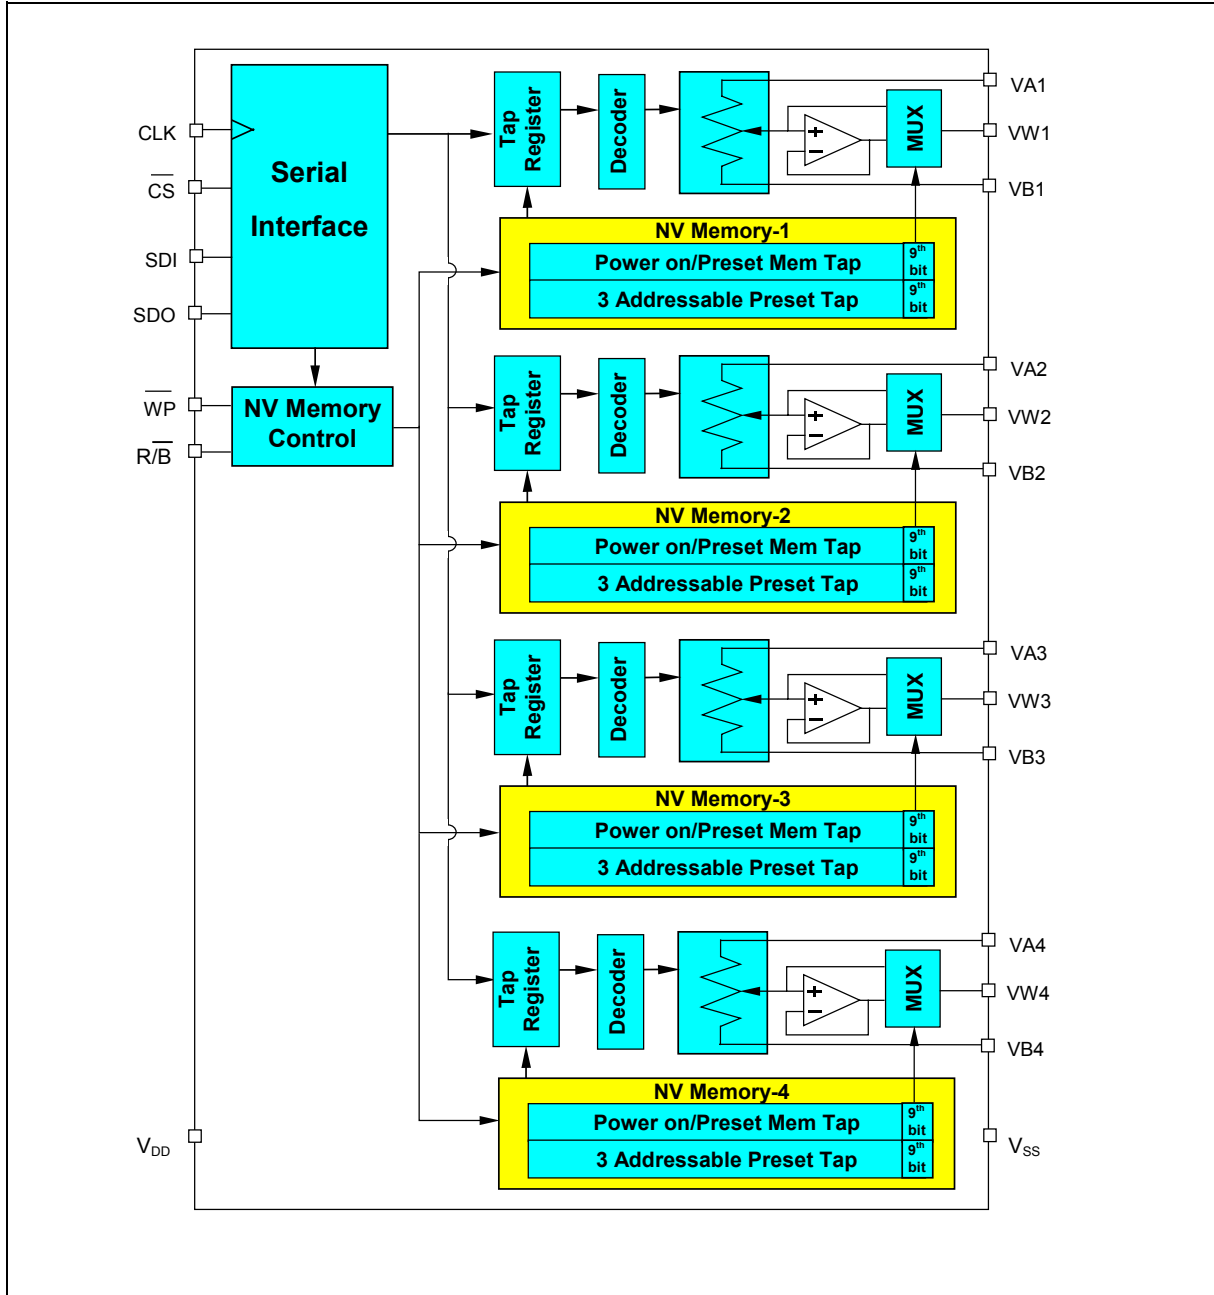 CLK
CS
SDI
SDO
WP
R/B
VDD
Serial
Interface
NV Memory
Control
Tap
Register
Decoder
MUX
VA1
VW1
VB1
NV Memory-1
Power on/Preset Mem Tap
9th
bit
3 Addressable Preset Tap
9th
bit
Tap
Register
Decoder
MUX
VA2
VW2
VB2
NV Memory-2
Power on/Preset Mem Tap
9th
bit
3 Addressable Preset Tap
9th
bit
Tap
Register
Decoder
MUX
VA3
VW3
VB3
NV Memory-3
Power on/Preset Mem Tap
9th
bit
3 Addressable Preset Tap
9th
bit
Tap
Register
Decoder
MUX
VA4
VW4
VB4
NV Memory-4
Power on/Preset Mem Tap
9th
bit
3 Addressable Preset Tap
9th
bit
VSS